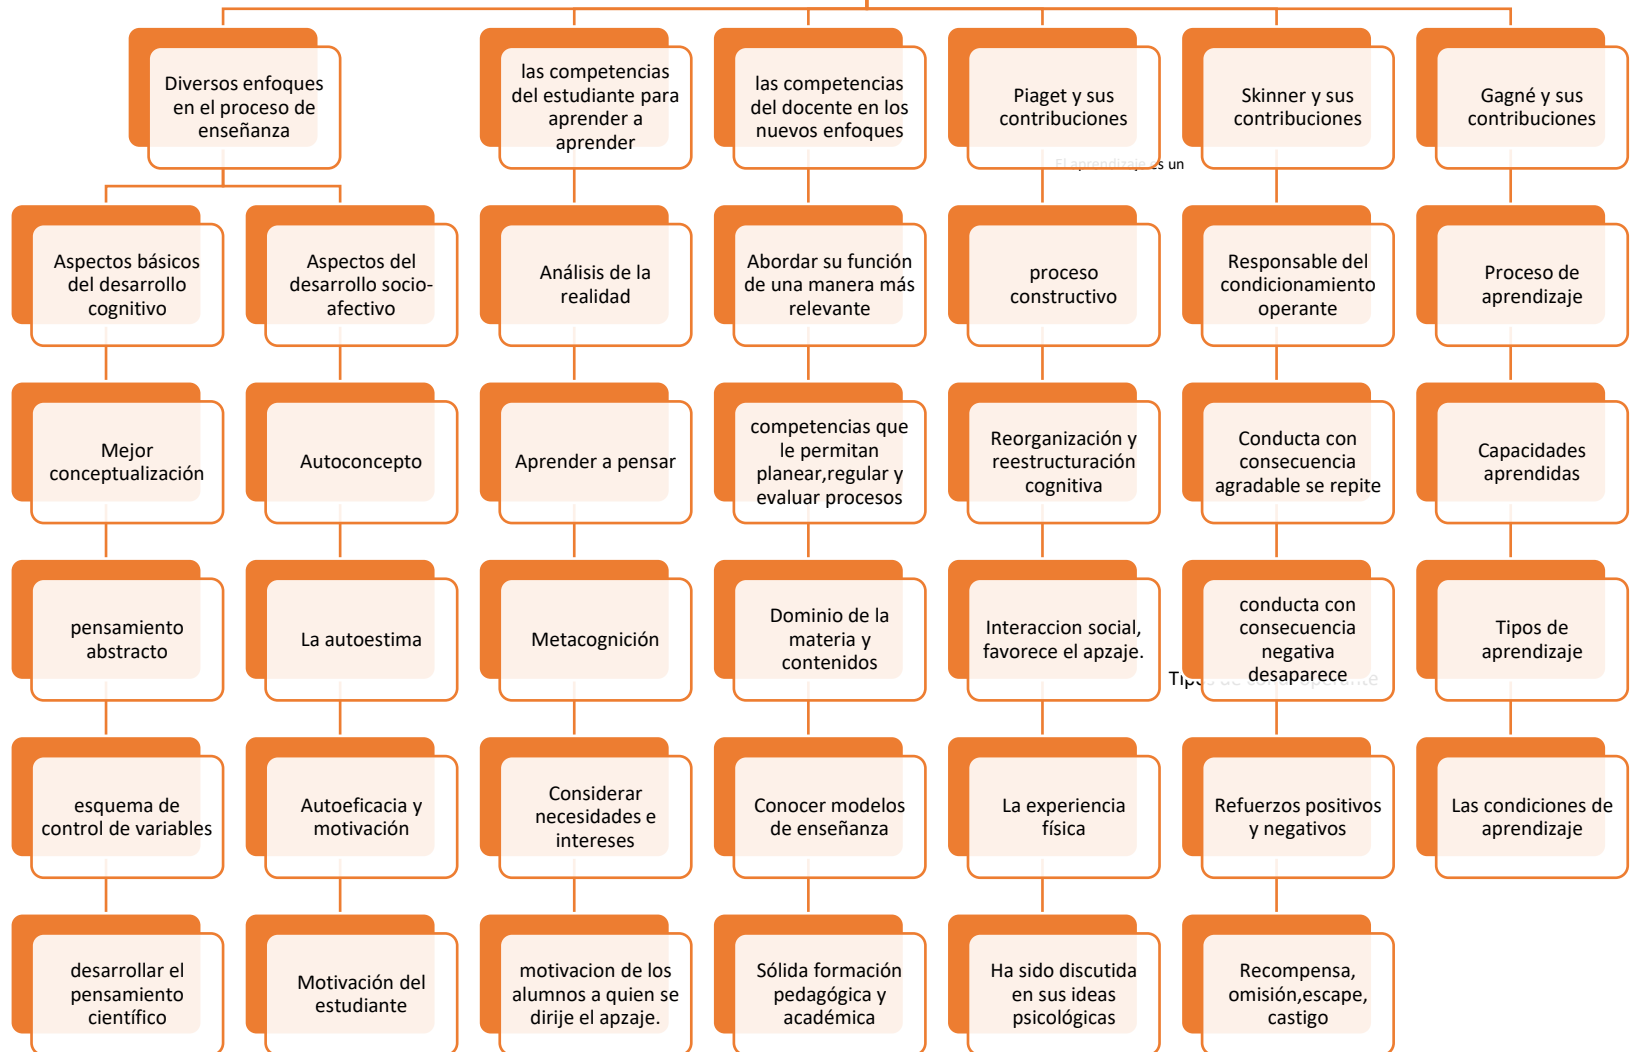 Diversos enfoques
en el proceso de
enseñanza
las competencias
del estudiante para
aprender a
aprender
las competencias
del docente en los
nuevos enfoques
Piaget y sus
contribuciones
Skinner y sus
contribuciones
Gagné y sus
contribuciones
El aprendizaje es un
Aspectos básicos
del desarrollo
cognitivo
Aspectos del
desarrollo socio-
afectivo
Análisis de la
realidad
Abordar su función
de una manera más
relevante
proceso
constructivo
Responsable del
condicionamiento
operante
Proceso de
aprendizaje
Mejor
conceptualización
Autoconcepto
Aprender a pensar
competencias que
le permitan
planear,regular y
evaluar procesos
Reorganización y
reestructuración
cognitiva
Conducta con
consecuencia
agradable se repite
Capacidades
aprendidas
pensamiento
abstracto
La autoestima
Metacognición
Dominio de la
materia y
contenidos
Interaccion social,
favorece el apzaje.
conducta con
consecuencia
negativa
desaparece
Tipos de
aprendizaje
Tipos operante
esquema de
control de variables
Autoeficacia y
motivación
Considerar
necesidades e
intereses
Conocer modelos
de enseñanza
La experiencia
física
Refuerzos positivos
y negativos
Las condiciones de
aprendizaje
desarrollar el
pensamiento
científico
Motivación del
estudiante
motivacion de los
alumnos a quien se
dirije el apzaje.
Sólida formación
pedagógica y
académica
Ha sido discutida
en sus ideas
psicológicas
Recompensa,
omisión,escape,
castigo